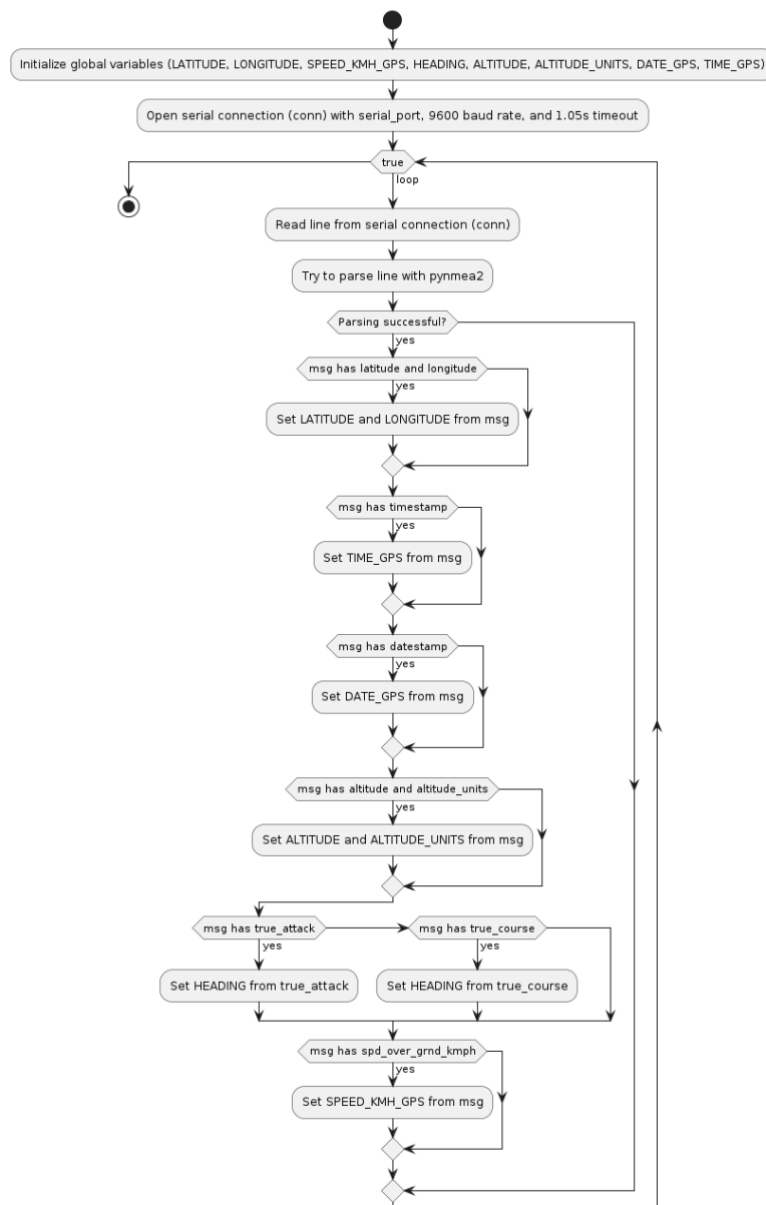 Initialize global variables (LATITUDE, LONGITUDE, SPEED_KMH_GPS, HEADING, ALTITUDE, ALTITUDE_UNITS, DATE_GPS, TIME_GPS)
Open serial connection (conn) with serial_port, 9600 baud rate, and 1.05s timeout
true
loop
Read line from serial connection (conn)
Try to parse line with pynmea2
Parsing successful?
yes
msg has latitude and longitude
yes
Set LATITUDE and LONGITUDE from msg
msg has timestamp
yes
Set TIME_GPS from msg
msg has datestamp
yes
Set DATE_GPS from msg
msg has altitude and altitude_units
yes
Set ALTITUDE and ALTITUDE_UNITS from msg
msg has true_attack
yes
Set HEADING from true_attack
msg has true_course
yes
Set HEADING from true_course
msg has spd_over_grnd_kmph
yes
Set SPEED_KMH_GPS from msg